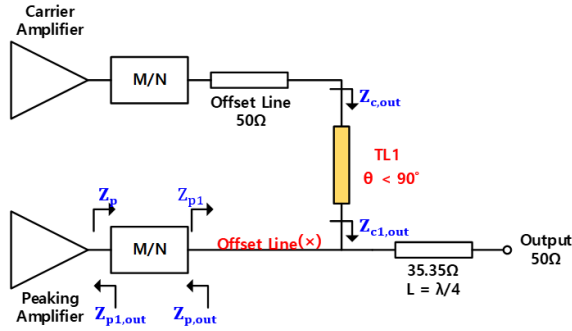 Carrier
Amplifier
M/N
Offset Line
50Ω
Zc,out
TL1
θ < 90°
Zp
Zp1
Zc1,out
M/N
Offset Line(×)
Output
50Ω
35.35Ω
L = λ/4
Peaking
Amplifier
Zp1,out
Zp,out